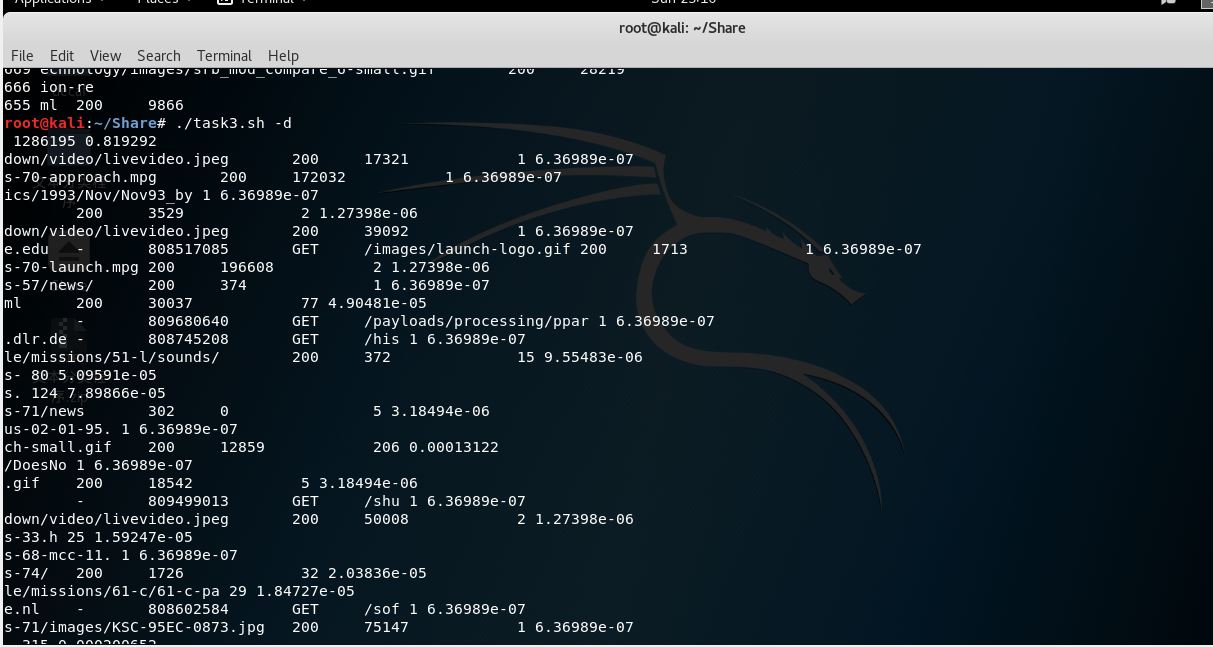 Applications Places Terminal Sun 23:10
root@kali: ~/Share
File Edit View Search Terminal Help
669 echnology/images/srb_mod_compare_6-small.gif 200 28219
666 ion-re
655 ml 200 9866
root@kali:~/Share# ./task3.sh -d
 1286195 0.819292
down/video/livevideo.jpeg 200 17321 1 6.36989e-07
s-70-approach.mpg 200 172032 1 6.36989e-07
ics/1993/Nov/Nov93_by 1 6.36989e-07
 200 3529 2 1.27398e-06
down/video/livevideo.jpeg 200 39092 1 6.36989e-07
e.edu - 808517085 GET /images/launch-logo.gif 200 1713 1 6.36989e-07
s-70-launch.mpg 200 196608 2 1.27398e-06
s-57/news/ 200 374 1 6.36989e-07
ml 200 30037 77 4.90481e-05
 - 809680640 GET /payloads/processing/ppar 1 6.36989e-07
.dlr.de - 808745208 GET /his 1 6.36989e-07
le/missions/51-l/sounds/ 200 372 15 9.55483e-06
s- 80 5.09591e-05
s. 124 7.89866e-05
s-71/news 302 0 5 3.18494e-06
us-02-01-95. 1 6.36989e-07
ch-small.gif 200 12859 206 0.00013122
/DoesNo 1 6.36989e-07
.gif 200 18542 5 3.18494e-06
 - 809499013 GET /shu 1 6.36989e-07
down/video/livevideo.jpeg 200 50008 2 1.27398e-06
s-33.h 25 1.59247e-05
s-68-mcc-11. 1 6.36989e-07
s-74/ 200 1726 32 2.03836e-05
le/missions/61-c/61-c-pa 29 1.84727e-05
e.nl - 808602584 GET /sof 1 6.36989e-07
s-71/images/KSC-95EC-0873.jpg 200 75147 1 6.36989e-07